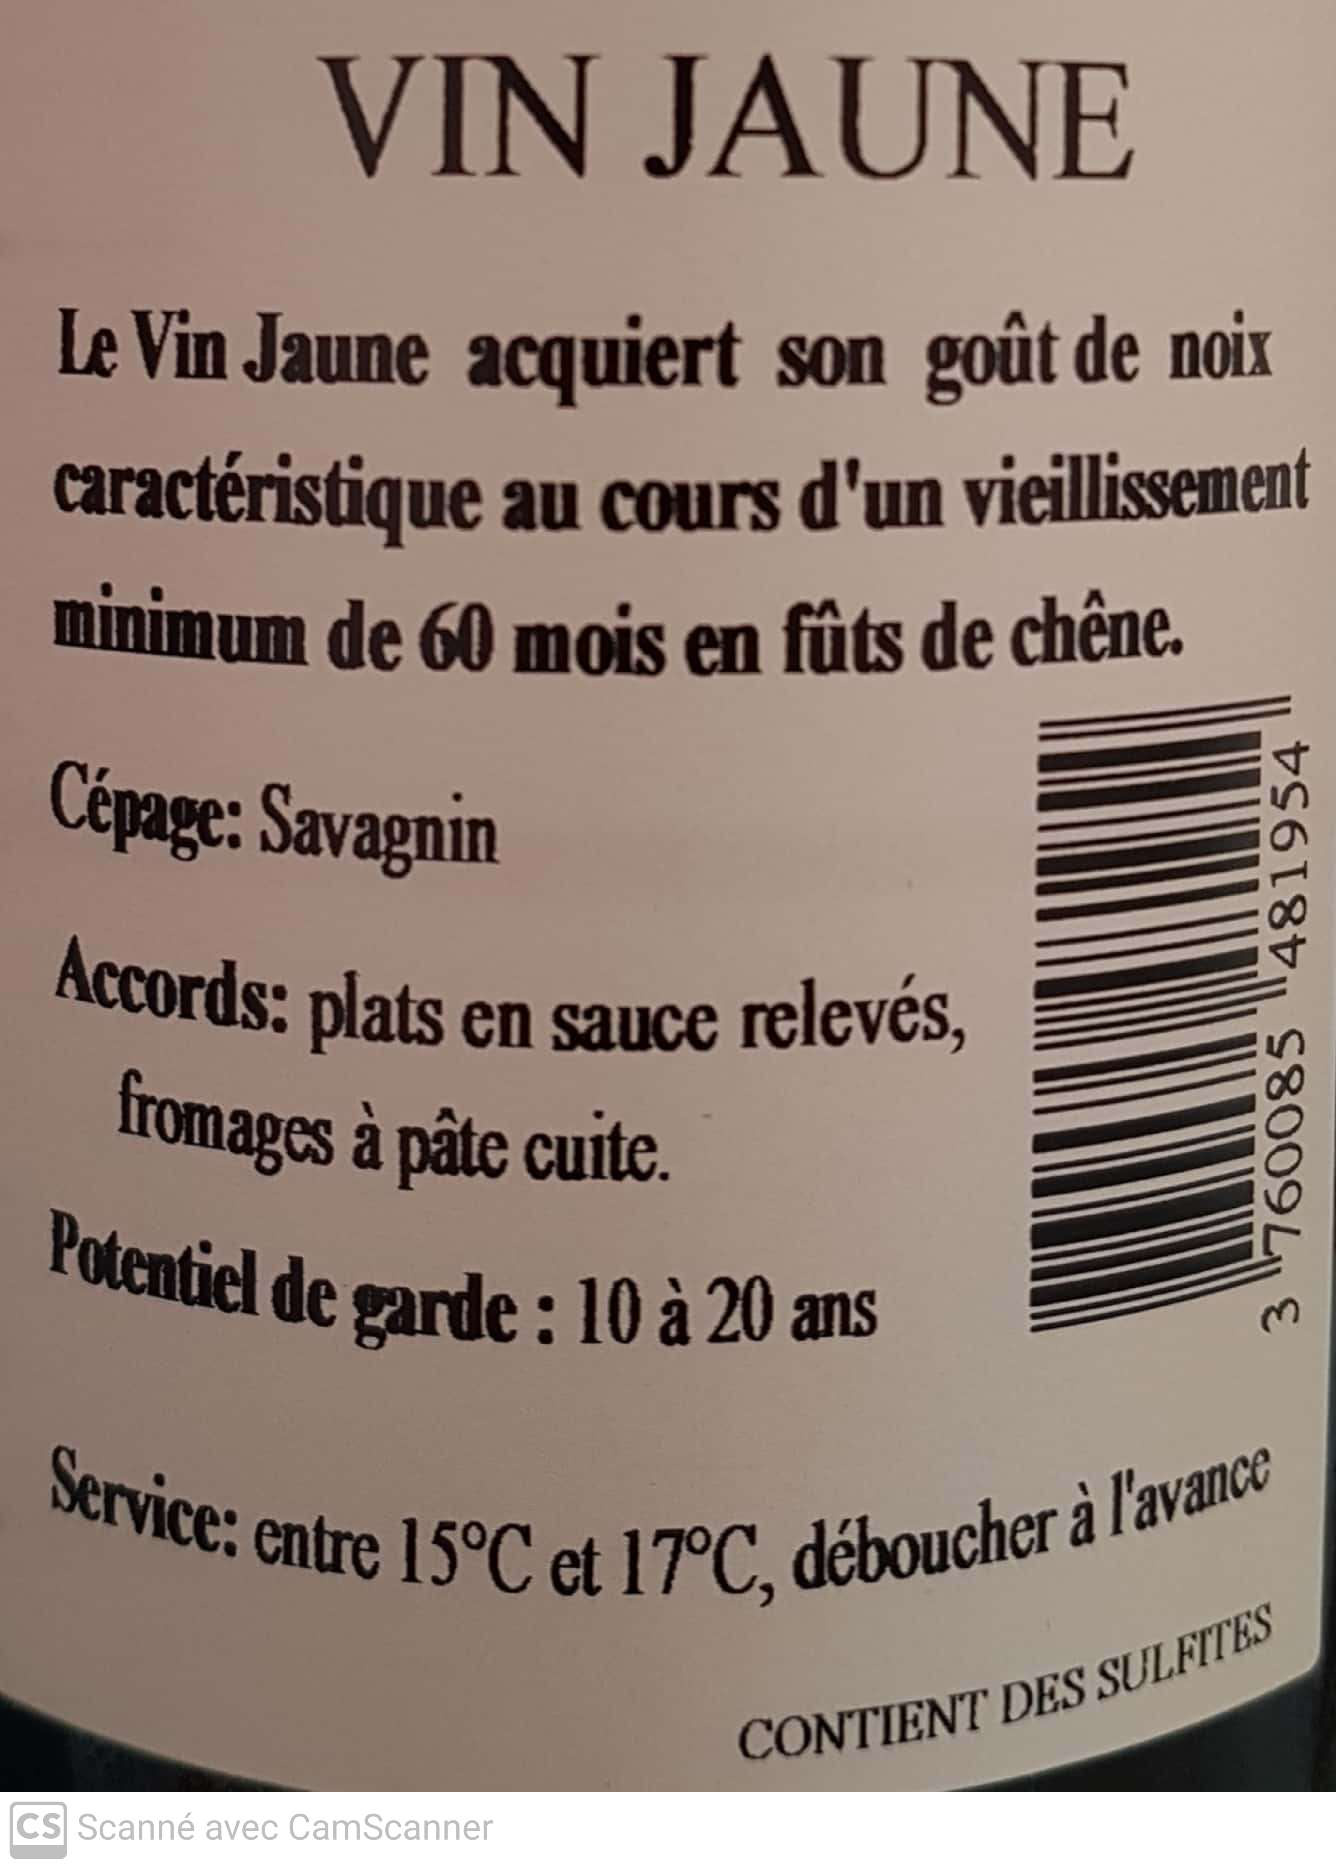 VIN JAUNE
Le Vin Jaune acquiert son goût de noix
caractéristique au cours d'un vieillissement
minimum de 60 mois en fûts de chêne.
Cépage: Savagnin
Accords: plats en sauce relevés,
fromages à pâte cuite.
Potentiel de garde : 10 à 20 ans
Service: entre 15°C et 17°C, déboucher à l'avance
CONTIENT DES SULFITES
3 760085 481954
CS Scanné avec CamScanner